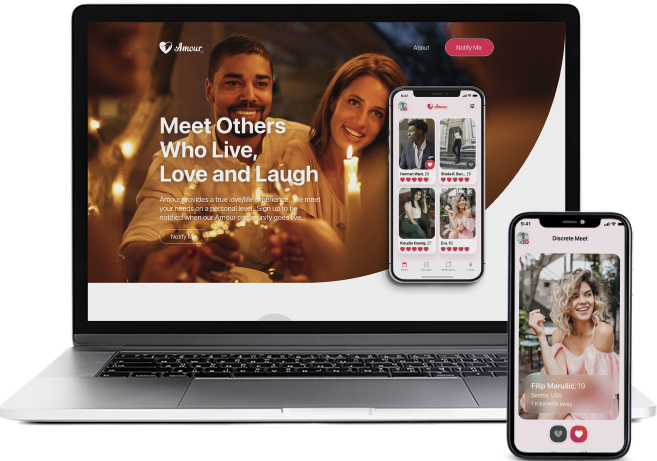 Amour
About
Notify Me
Meet Others
Who Live,
Love and Laugh
Amour provides a true love/life experience. We meet
your needs on a personal level. Sign up to be
notified when our Amour community goes live.
Notify Me
9:41
Amour
Herman West, 29
Sheila B. Ben..., 25
Klaudia Koenig, 27
Eva, 19
9:41
Discrete Meet
Filip Marušić, 19
Seattle, USA
1 Kilometre away